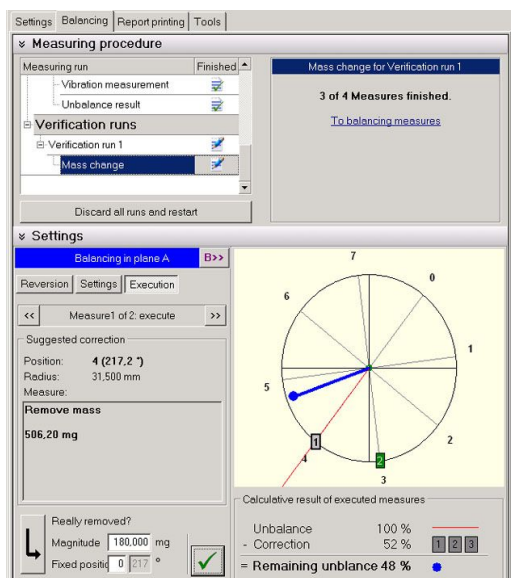 Settings Balancing Report printing Tools
Measuring procedure
Measuring run Finished
Vibration measurement
Unbalance result
Verification runs
Verification run 1
Mass change
Discard all runs and restart
Mass change for Verification run 1
3 of 4 Measures finished.
To balancing measures
Settings
Balancing in plane A B>>
Reversion Settings Execution
<< Measure1 of 2: execute >>
Suggested correction
Position: 4 (217,2 °)
Radius: 31,500 mm
Measure:
Remove mass
506,20 mg
Really removed?
Magnitude 180,000 mg
Fixed positic 0 217 °
7
0
6
1
5
2
1
4
2
3
Calculative result of executed measures
Unbalance 100 %
- Correction 52 % 1 2 3
= Remaining unblance 48 %